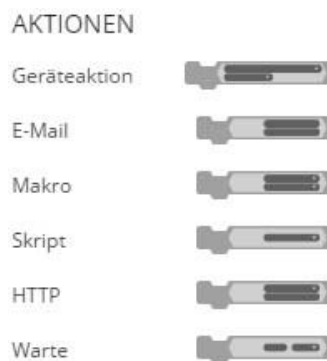 AKTIONEN
Geräteaktion
E-Mail
Makro
Skript
HTTP
Warte